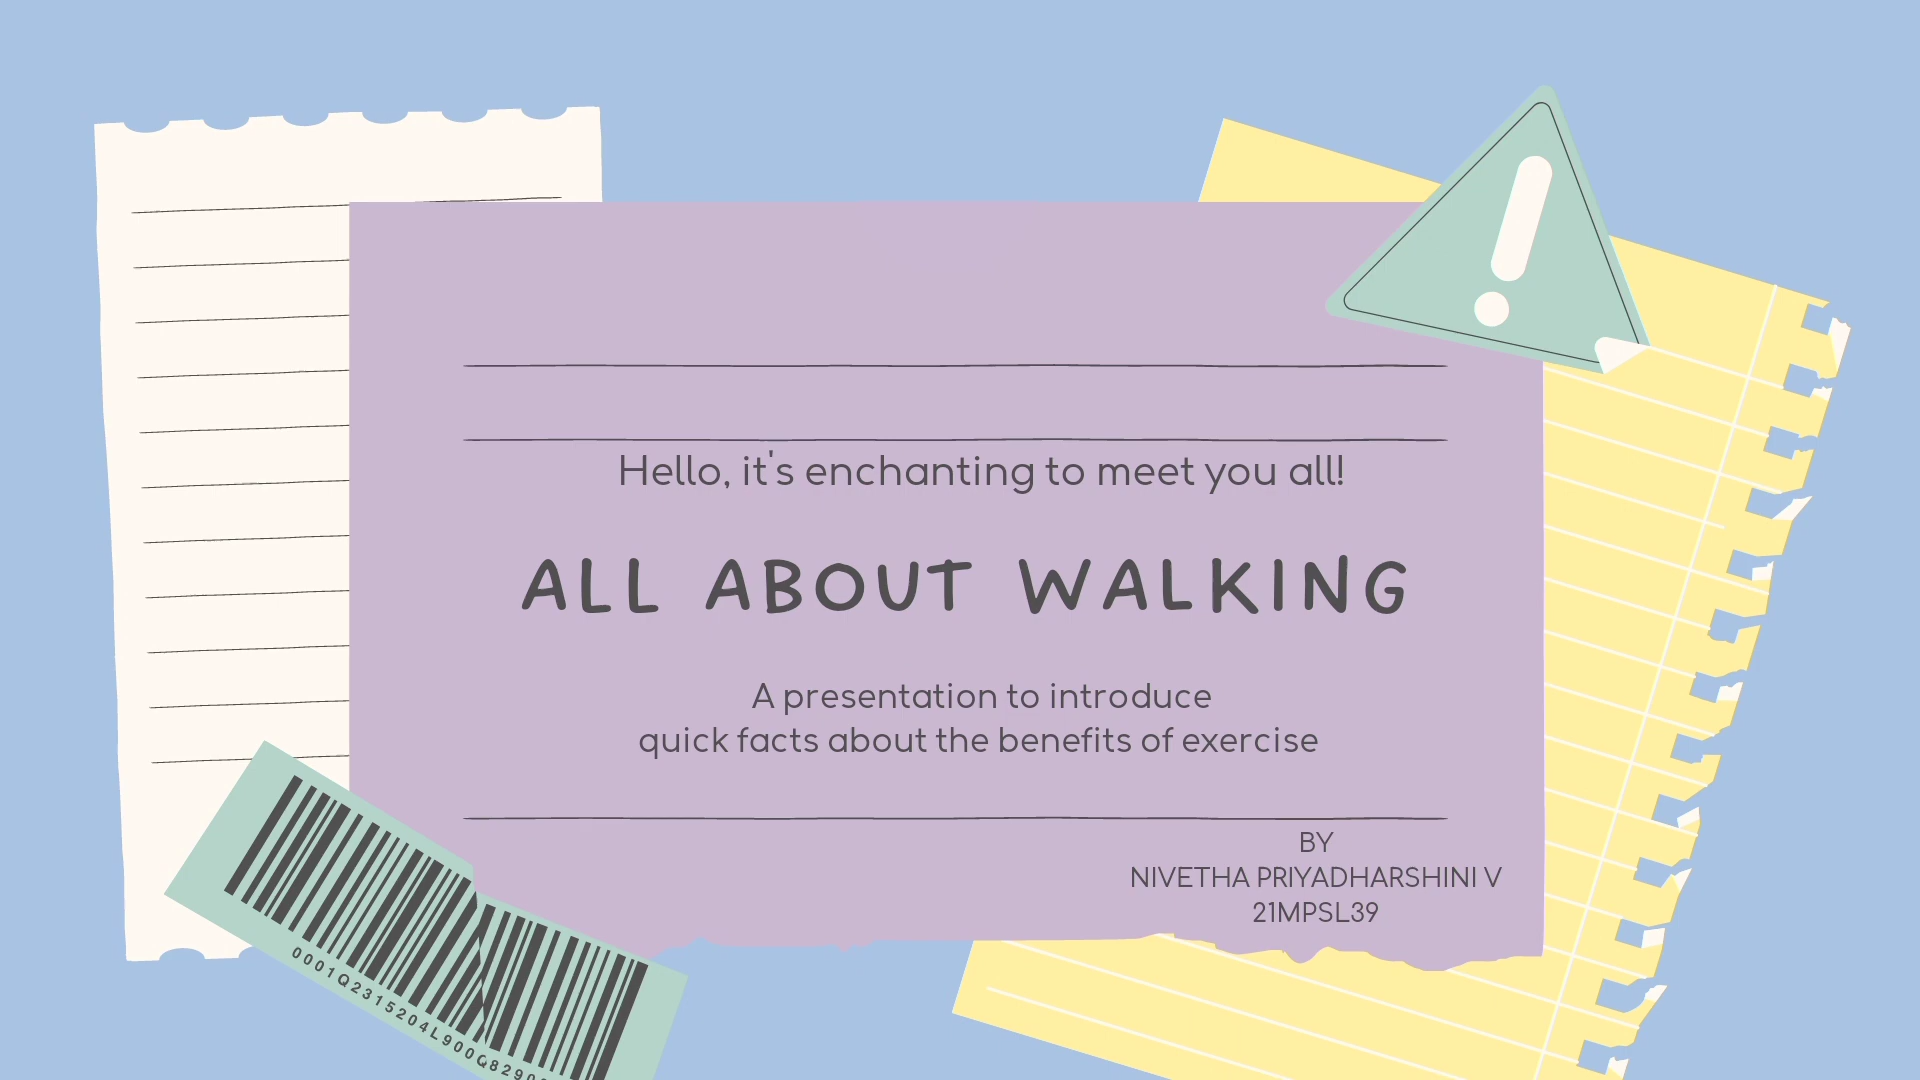 Hello, it's enchanting to meet you all!
ALL ABOUT WALKING
A presentation to introduce
quick facts about the benefits of exercise
BY
NIVETHA PRIYADHARSHINI V
21MPSL39
0001Q2315204L900Q8290